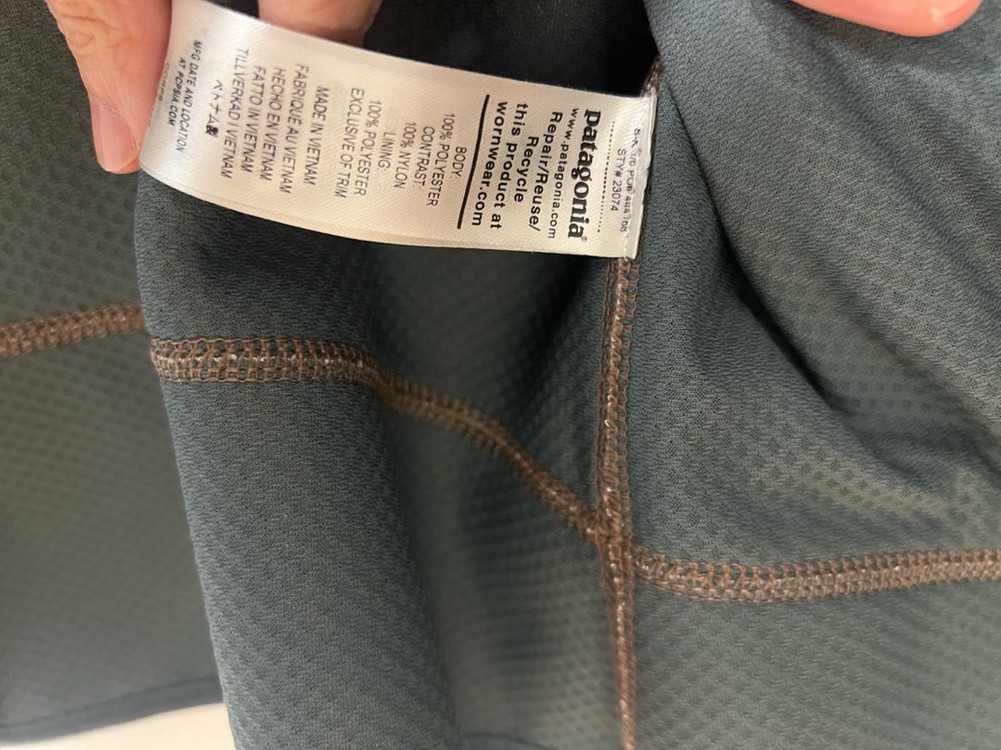 STY# 23074
patagonia®
www.patagonia.com
Repair/Reuse/
Recycle
this product at
wornwear.com
BODY:
100% POLYESTER
CONTRAST:
100% NYLON
LINING:
100% POLYESTER
EXCLUSIVE OF TRIM
MADE IN VIETNAM
FABRIQUÉ AU VIETNAM
HECHO EN VIETNAM
FATTO IN VIETNAM
TILLVERKAD I VIETNAM
ベトナム製
MFG DATE AND LOCATION
AT POPSIA.COM